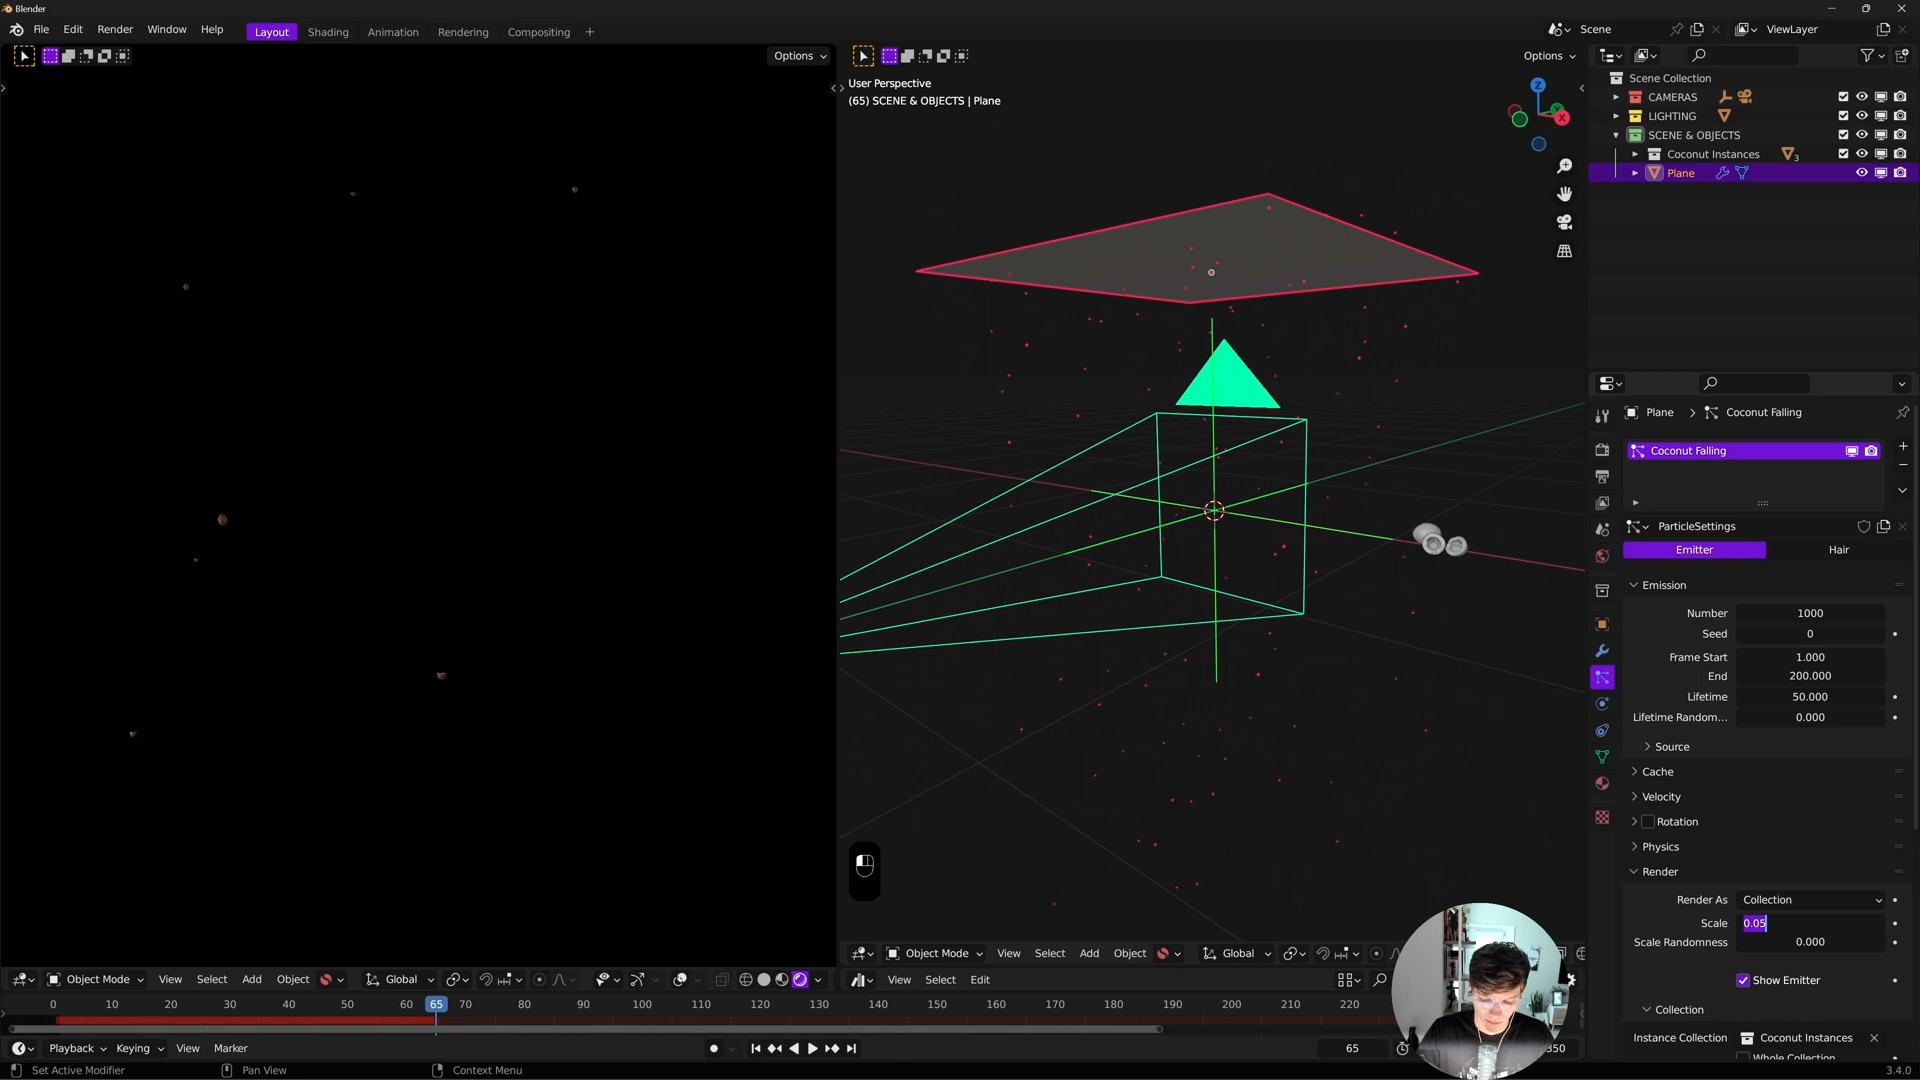 Blender
File Edit Render Window Help Layout Shading Animation Rendering Compositing
Scene ViewLayer
Options
Options
User Perspective
(65) SCENE & OBJECTS | Plane
Z
Y
X
Scene Collection
CAMERAS
LIGHTING
SCENE & OBJECTS
Coconut Instances 3
Plane
Plane Coconut Falling
Coconut Falling
ParticleSettings
Emitter Hair
Emission
Number 1000
Seed 0
Frame Start 1.000
End 200.000
Lifetime 50.000
Lifetime Random... 0.000
Source
Cache
Velocity
Rotation
Physics
Render
Render As Collection
Scale 0.05
Scale Randomness 0.000
Show Emitter
Collection
Instance Collection Coconut Instances
Whole Collection
Object Mode View Select Add Object Global
Object Mode View Select Add Object Global
View Select Edit
0 10 20 30 40 50 60 65 70 80 90 100 110 120 130 140 150 160 170 180 190 200 210 220
Playback Keying View Marker
65
350
Set Active Modifier Pan View Context Menu 3.4.0